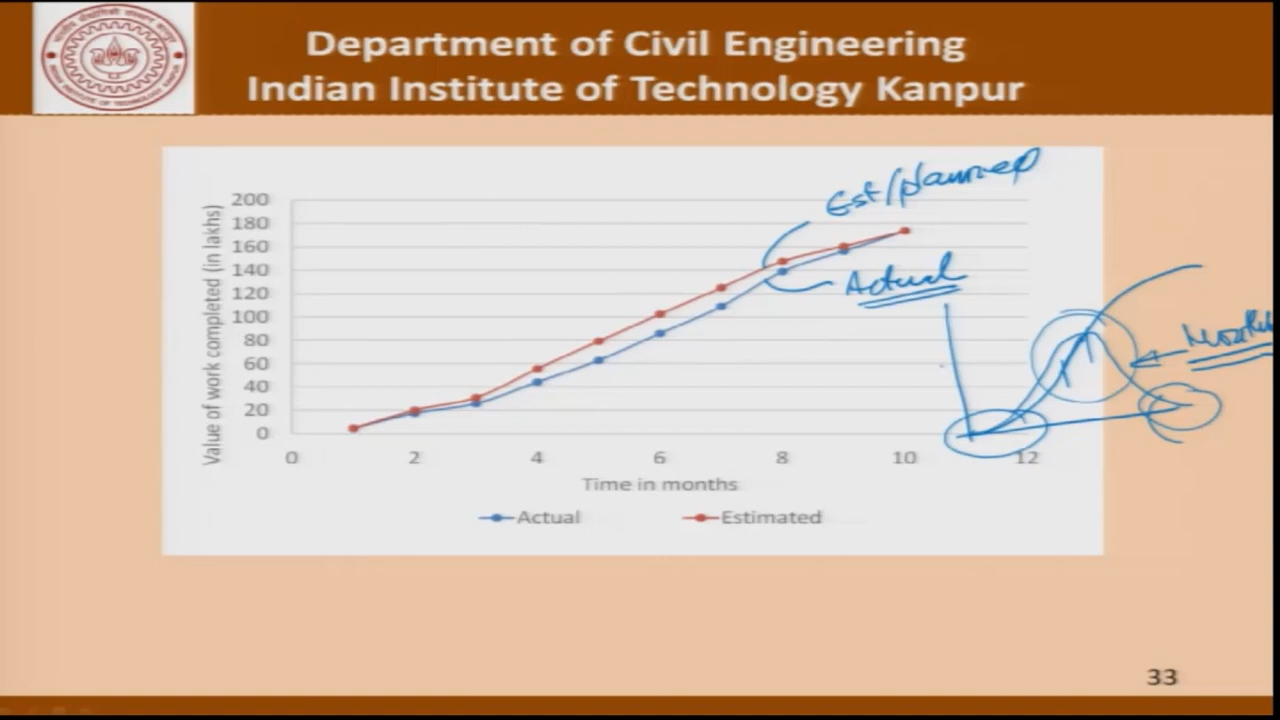 Department of Civil Engineering
Indian Institute of Technology Kanpur
Est/planned
Actual
Value of work completed (in lakhs)
200
180
160
140
120
100
80
60
40
20
0
0 2 4 6 8 10 12
Time in months
Actual Estimated
33